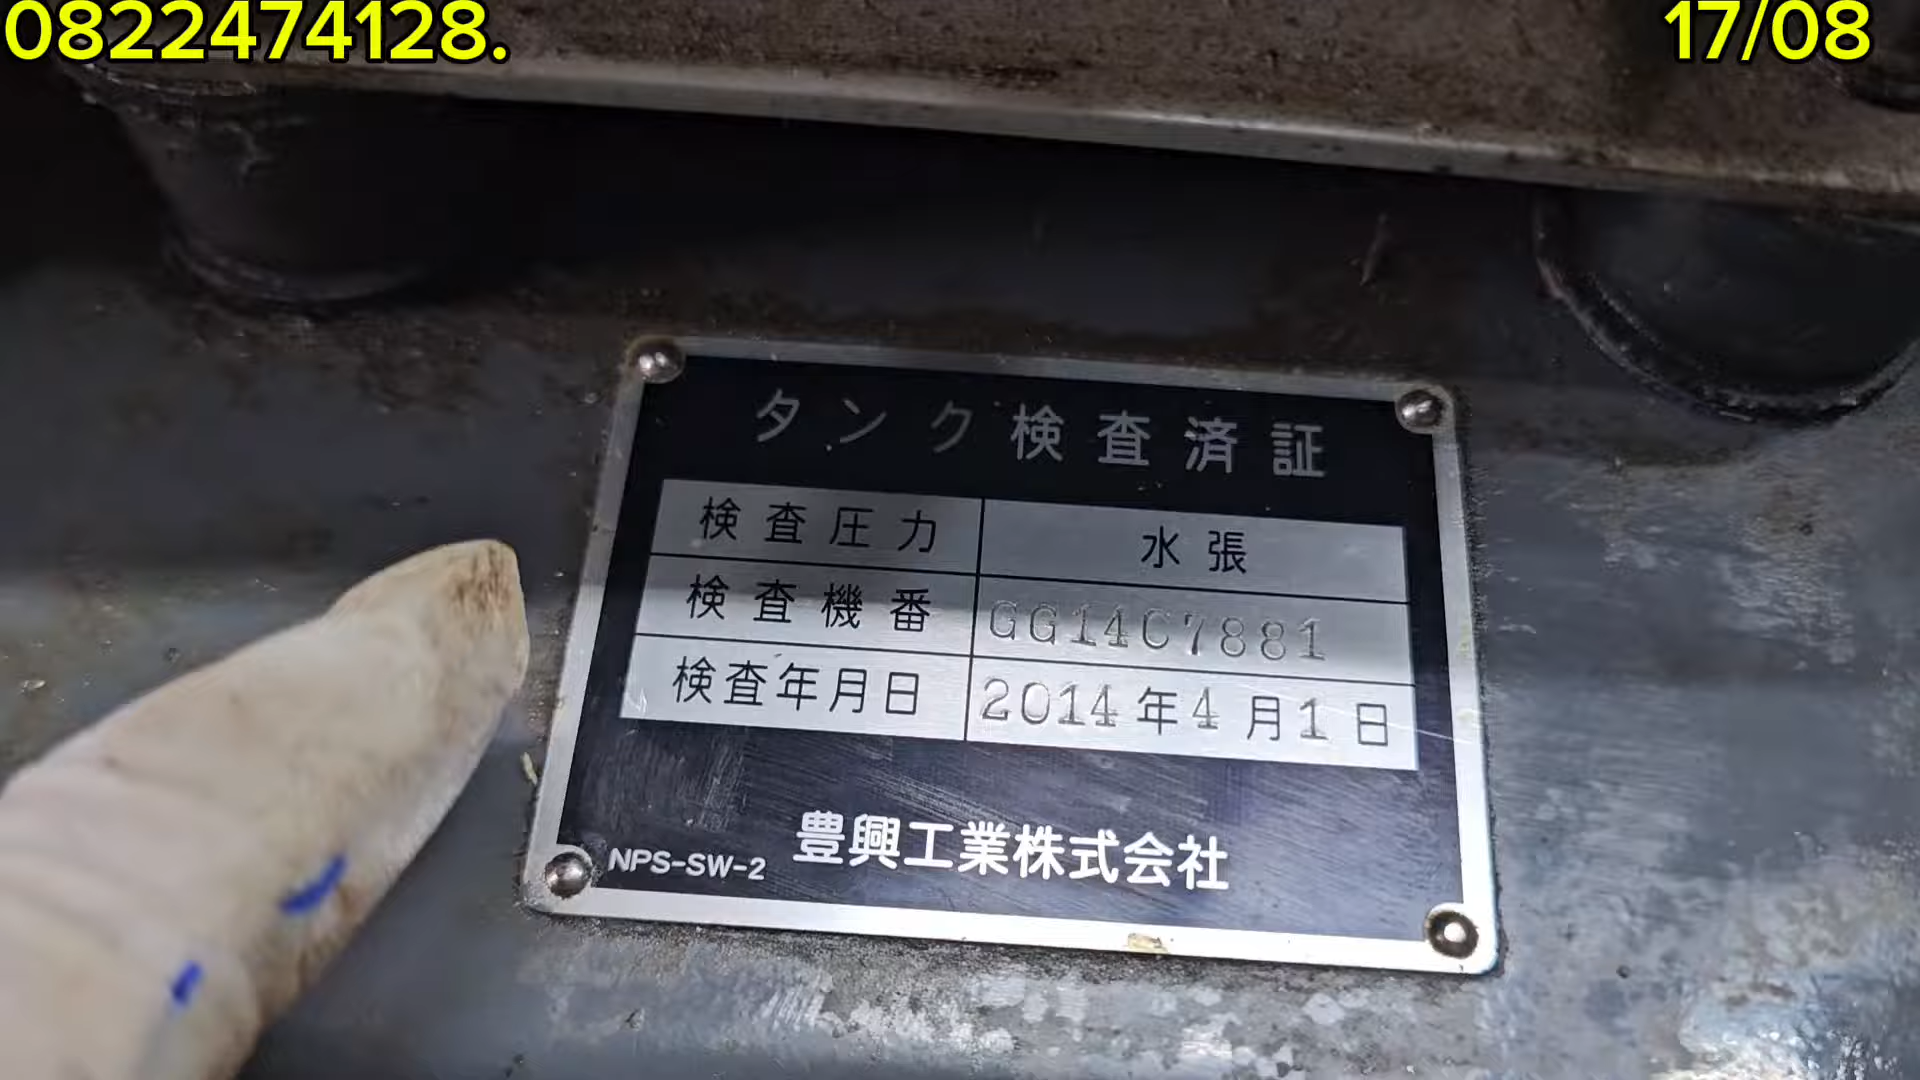 0822474128.
17/08
タンク検査済証
検査圧力 水張
検査機番 GG14C7881
検査年月日 2014年4月1日
NPS-SW-2 豊興工業株式会社